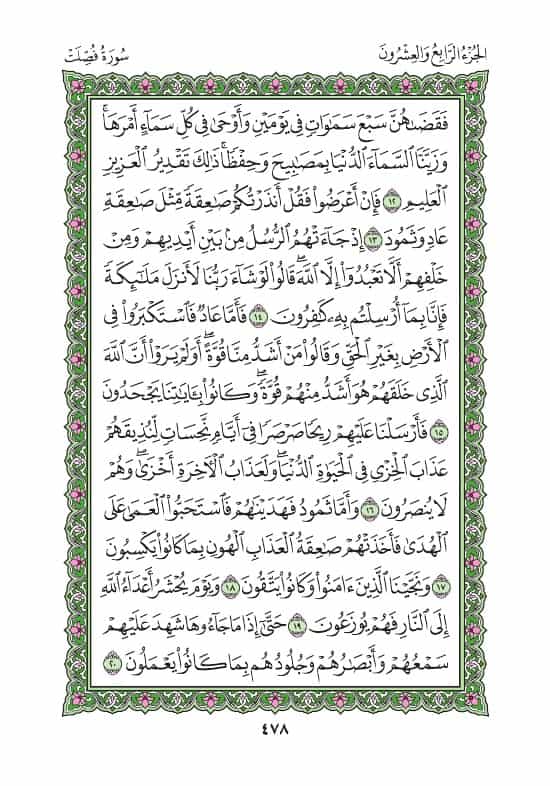 الجُزْءُ الرَّابِعُ وَالعِشْرُونَ
سُورَةُ فُصِّلَتْ
فَقَضَىٰهُنَّ سَبْعَ سَمَٰوَاتٍ فِي يَوْمَيْنِ وَأَوْحَىٰ فِي كُلِّ سَمَآءٍ أَمْرَهَاۚ
وَزَيَّنَّا ٱلسَّمَآءَ ٱلدُّنْيَا بِمَصَٰبِيحَ وَحِفْظًاۚ ذَٰلِكَ تَقْدِيرُ ٱلْعَزِيزِ
ٱلْعَلِيمِ ١٢ فَإِنْ أَعْرَضُوا۟ فَقُلْ أَنذَرْتُكُمْ صَٰعِقَةً مِّثْلَ صَٰعِقَةِ
عَادٍ وَثَمُودَ ١٣ إِذْ جَآءَتْهُمُ ٱلرُّسُلُ مِنۢ بَيْنِ أَيْدِيهِمْ وَمِنْ
خَلْفِهِمْ أَلَّا تَعْبُدُوٓا۟ إِلَّا ٱللَّهَۖ قَالُوا۟ لَوْ شَآءَ رَبُّنَا لَأَنزَلَ مَلَٰٓئِكَةً
فَإِنَّا بِمَآ أُرْسِلْتُم بِهِۦ كَٰفِرُونَ ١٤ فَأَمَّا عَادٌ فَٱسْتَكْبَرُوا۟ فِي
ٱلْأَرْضِ بِغَيْرِ ٱلْحَقِّ وَقَالُوا۟ مَنْ أَشَدُّ مِنَّا قُوَّةًۖ أَوَلَمْ يَرَوْا۟ أَنَّ ٱللَّهَ
ٱلَّذِي خَلَقَهُمْ هُوَ أَشَدُّ مِنْهُمْ قُوَّةًۖ وَكَانُوا۟ بِـَٔايَٰتِنَا يَجْحَدُونَ
١٥ فَأَرْسَلْنَا عَلَيْهِمْ رِيحًا صَرْصَرًا فِيٓ أَيَّامٍ نَّحِسَاتٍ لِّنُذِيقَهُمْ
عَذَابَ ٱلْخِزْيِ فِي ٱلْحَيَوٰةِ ٱلدُّنْيَاۖ وَلَعَذَابُ ٱلْأَخِرَةِ أَخْزَىٰۖ وَهُمْ
لَا يُنصَرُونَ ١٦ وَأَمَّا ثَمُودُ فَهَدَيْنَٰهُمْ فَٱسْتَحَبُّوا۟ ٱلْعَمَىٰ عَلَى
ٱلْهُدَىٰ فَأَخَذَتْهُمْ صَٰعِقَةُ ٱلْعَذَابِ ٱلْهُونِ بِمَا كَانُوا۟ يَكْسِبُونَ
١٧ وَنَجَّيْنَا ٱلَّذِينَ ءَامَنُوا۟ وَكَانُوا۟ يَتَّقُونَ ١٨ وَيَوْمَ يُحْشَرُ أَعْدَآءُ ٱللَّهِ
إِلَى ٱلنَّارِ فَهُمْ يُوزَعُونَ ١٩ حَتَّىٰٓ إِذَا مَا جَآءُوهَا شَهِدَ عَلَيْهِمْ
سَمْعُهُمْ وَأَبْصَٰرُهُمْ وَجُلُودُهُم بِمَا كَانُوا۟ يَعْمَلُونَ ٢٠
٤٧٨